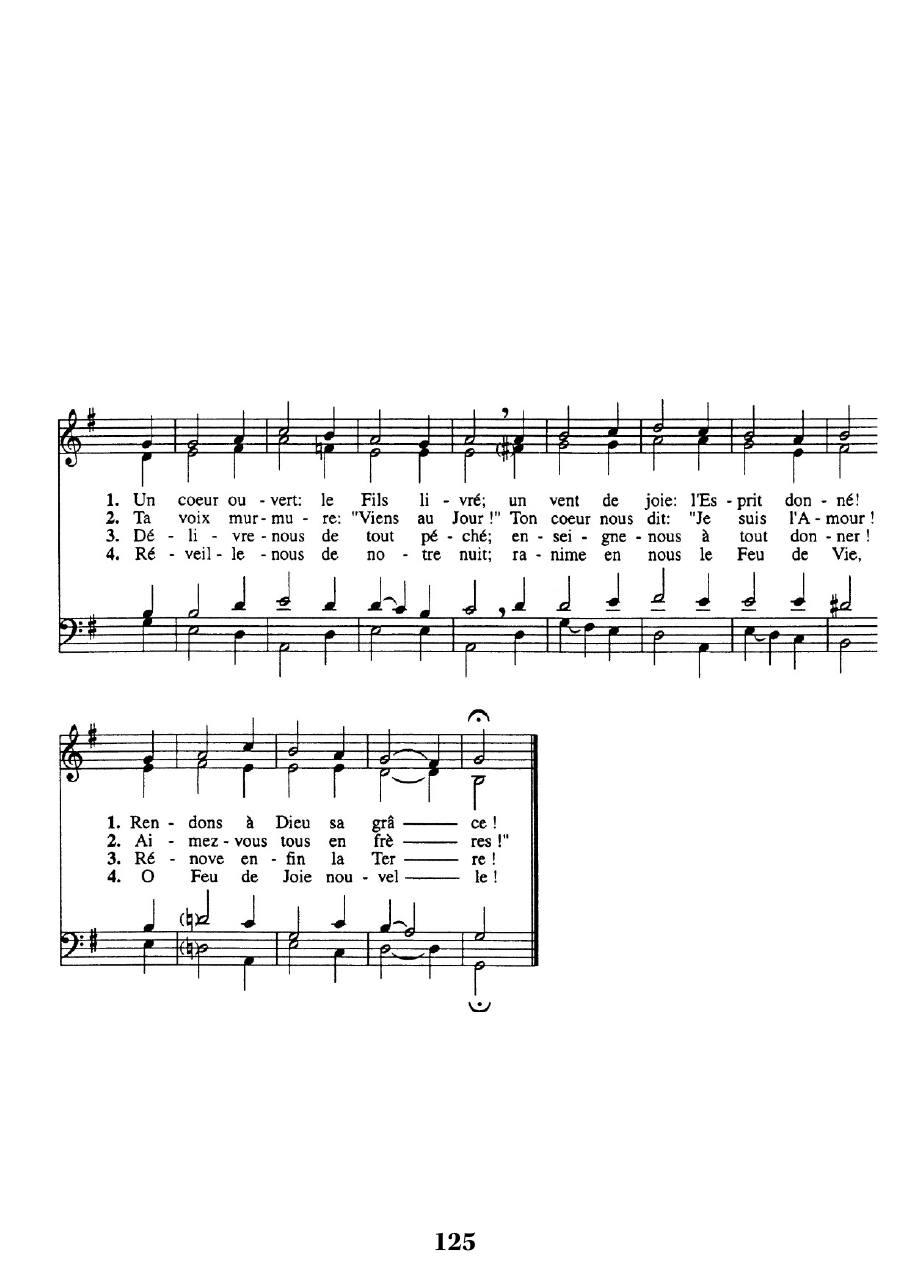 1. Un coeur ou - vert: le Fils li - vré; un vent de joie: l'Es - prit don - né!
2. Ta voix mur - mu - re: "Viens au Jour !" Ton coeur nous dit: "Je suis l'A - mour !
3. Dé - li - vre - nous de tout pé - ché; en - sei - gne - nous à tout don - ner !
4. Ré - veil - le - nous de no - tre nuit; ra - nime en nous le Feu de Vie,
1. Ren - dons à Dieu sa grâ ce !
2. Ai - mez - vous tous en frè res !"
3. Ré - nove en - fin la Ter re !
4. O Feu de Joie nou - vel le !
125